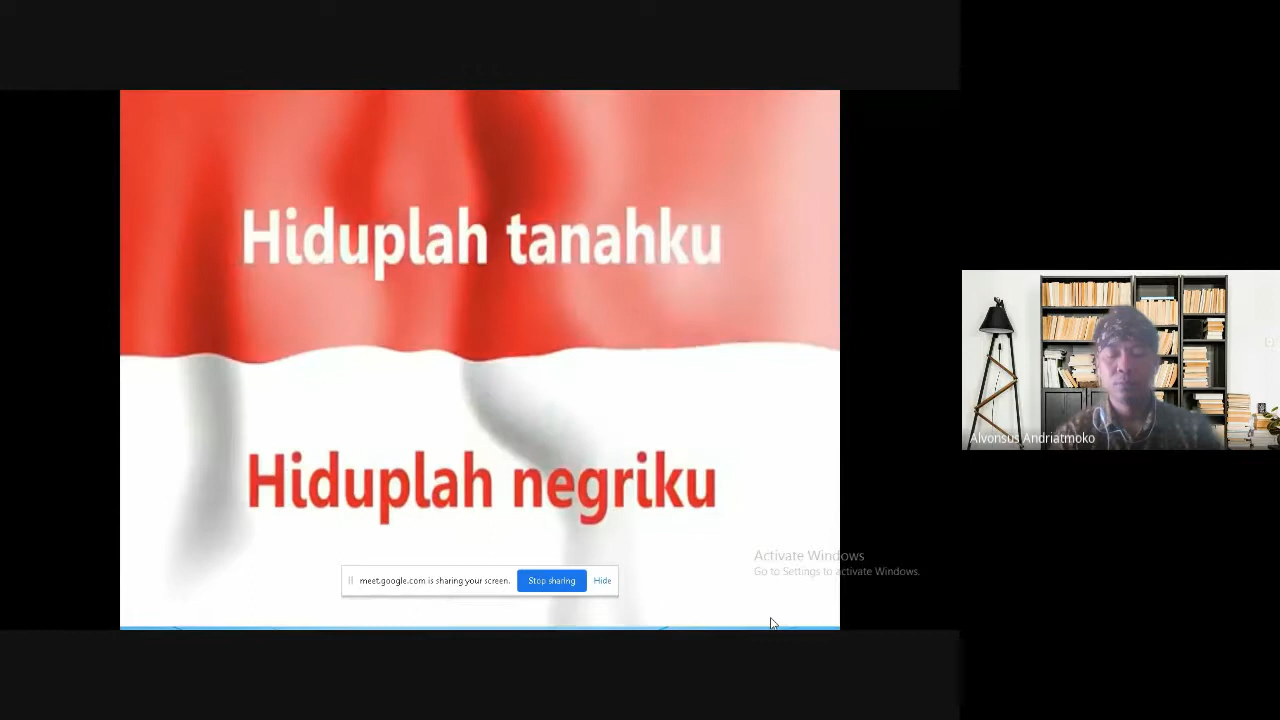 Hiduplah tanahku
Hiduplah negriku
meet.google.com is sharing your screen.
Stop sharing
Hide
Activate Windows
Go to Settings to activate Windows.
Alvonsus Andriatmoko